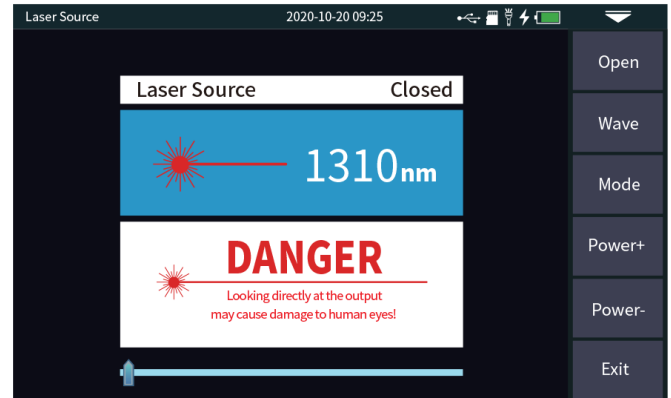 Laser Source 2020-10-20 09:25
Open
Laser Source Closed
Wave
1310nm
Mode
Power+
DANGER
Looking directly at the output
may cause damage to human eyes!
Power-
Exit